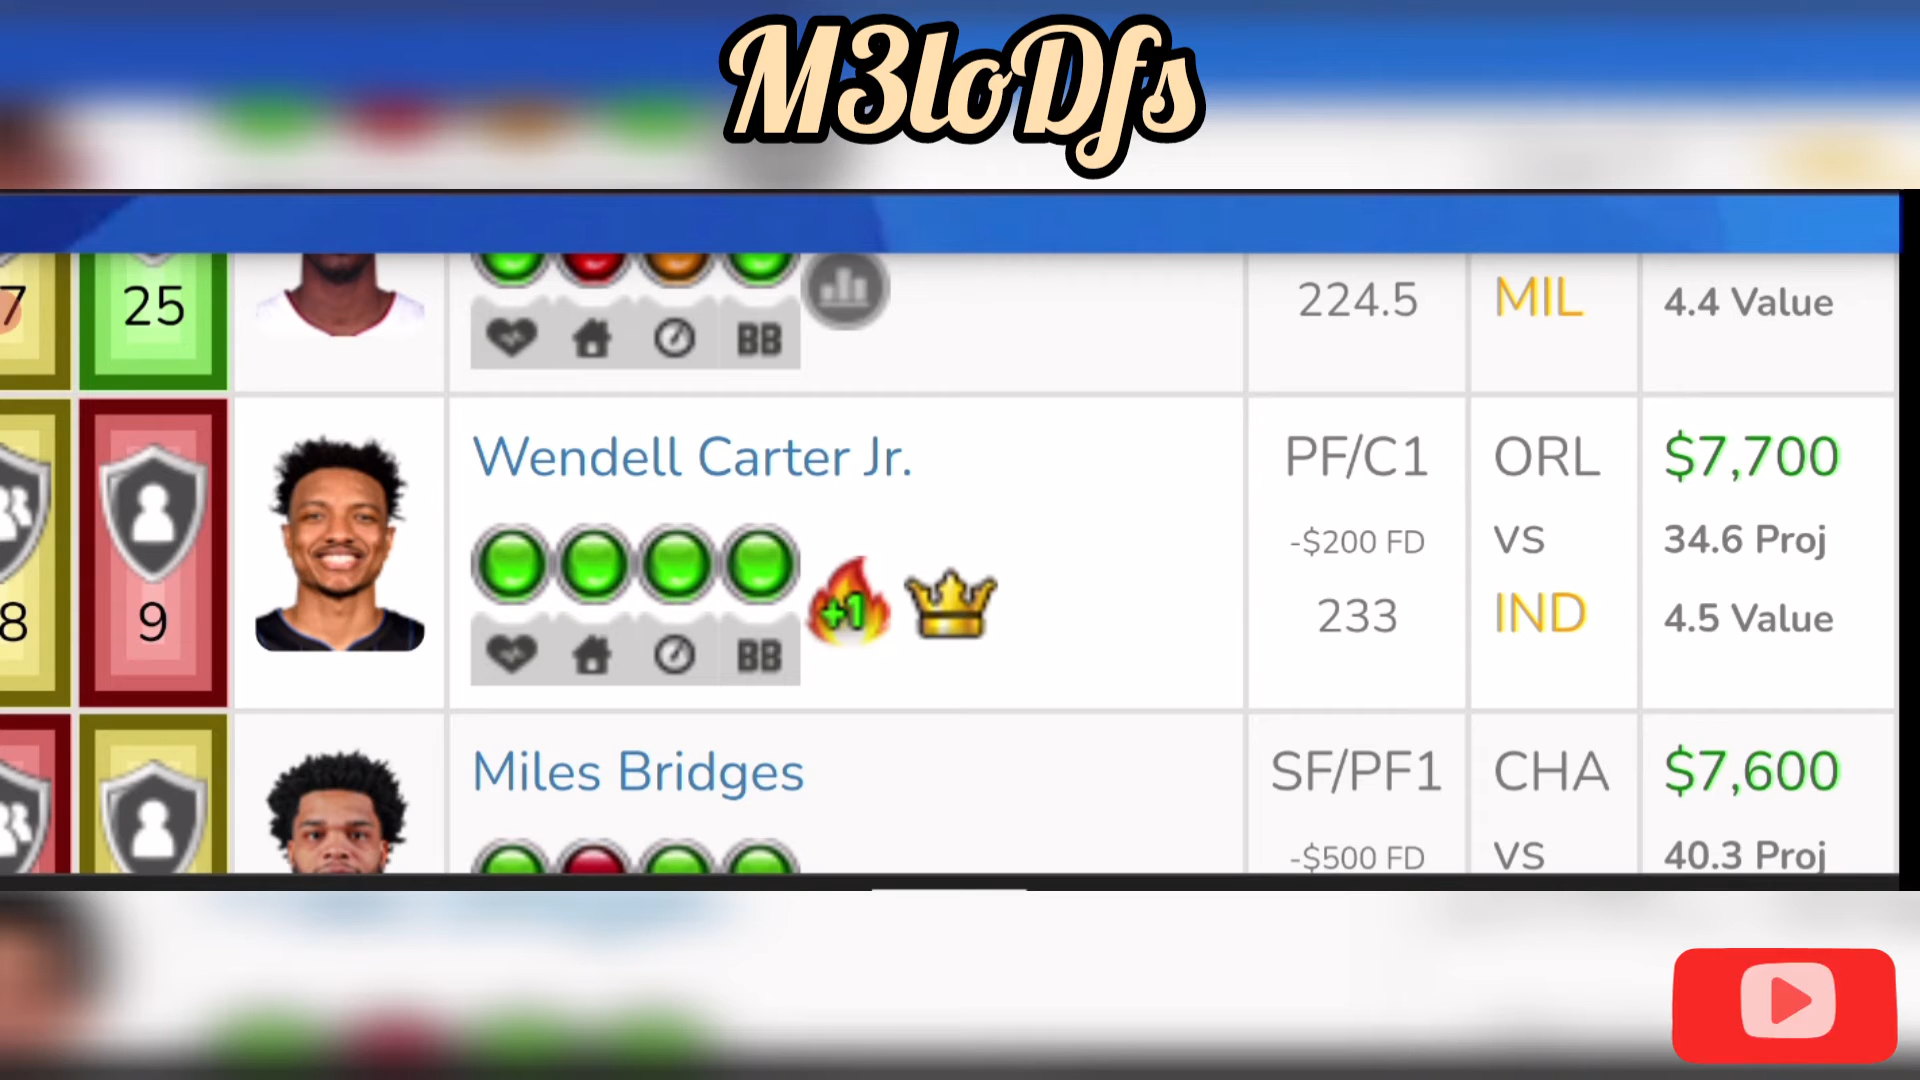 M3loDfs
7
25
BB
224.5
MIL
4.4 Value
8
9
Wendell Carter Jr.
+1
BB
PF/C1
-$200 FD
233
ORL
VS
IND
$7,700
34.6 Proj
4.5 Value
Miles Bridges
SF/PF1
-$500 FD
CHA
VS
$7,600
40.3 Proj